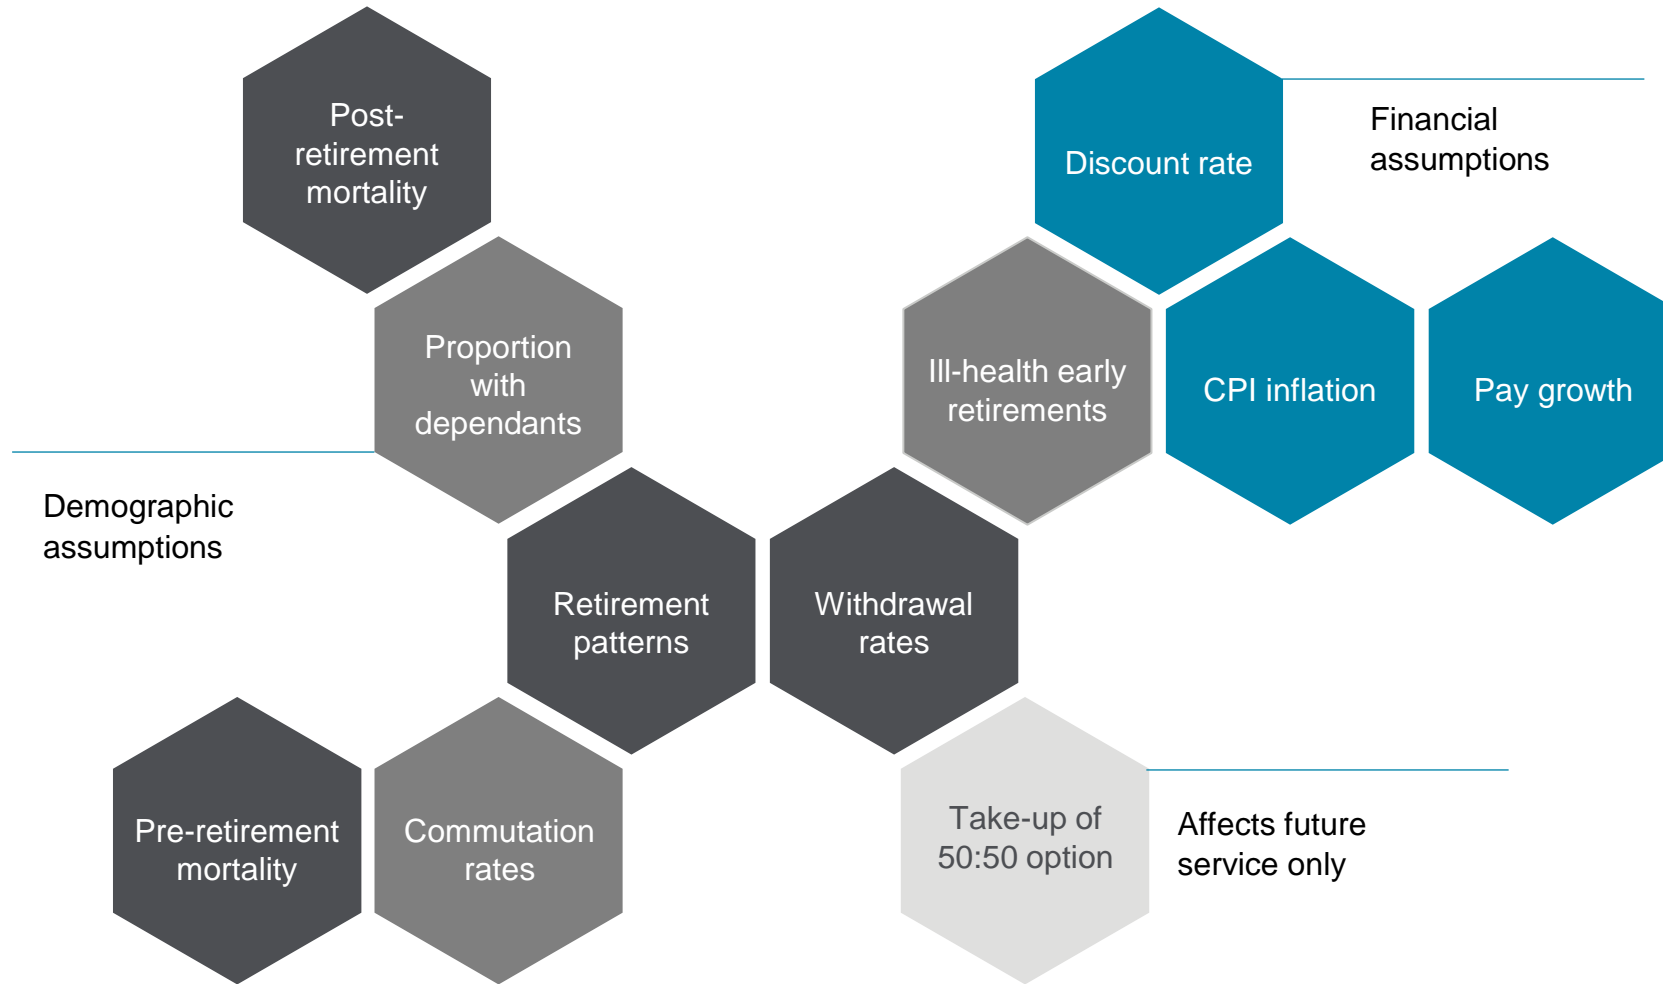 Post-
retirement
mortality
Discount rate
Financial
assumptions
Proportion
with
dependants
Ill-health early
retirements
CPI inflation
Pay growth
Demographic
assumptions
Retirement
patterns
Withdrawal
rates
Pre-retirement
mortality
Commutation
rates
Take-up of
50:50 option
Affects future
service only